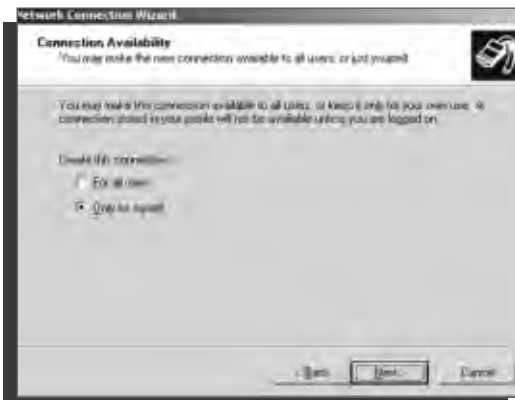 Network Connection Wizard
Connection Availability
You may make the new connection available to all users, or just yourself.
You may make this connection available to all users, or keep it only for your own use. A
connection stored in your profile will not be available unless you are logged on.
Create this connection:
For all users
Only for myself
< Back
Next >
Cancel